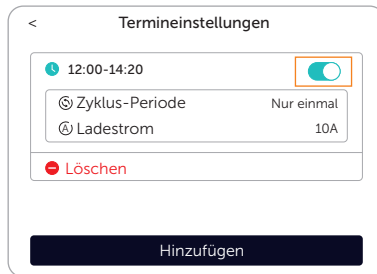 < Termineinstellungen
12:00-14:20
Zyklus-Periode Nur einmal
A Ladestrom 10A
Löschen
Hinzufügen